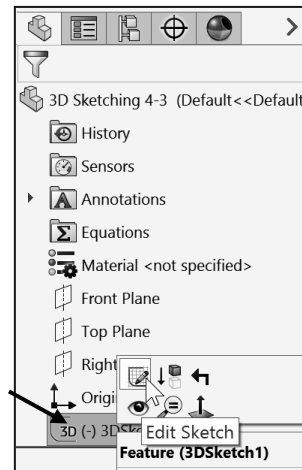 3D Sketching 4-3 (Default<<Default
History
Sensors
Annotations
Equations
Material <not specified>
Front Plane
Top Plane
Right
Origi
3D (-) 3DSk
Edit Sketch
Feature (3DSketch1)